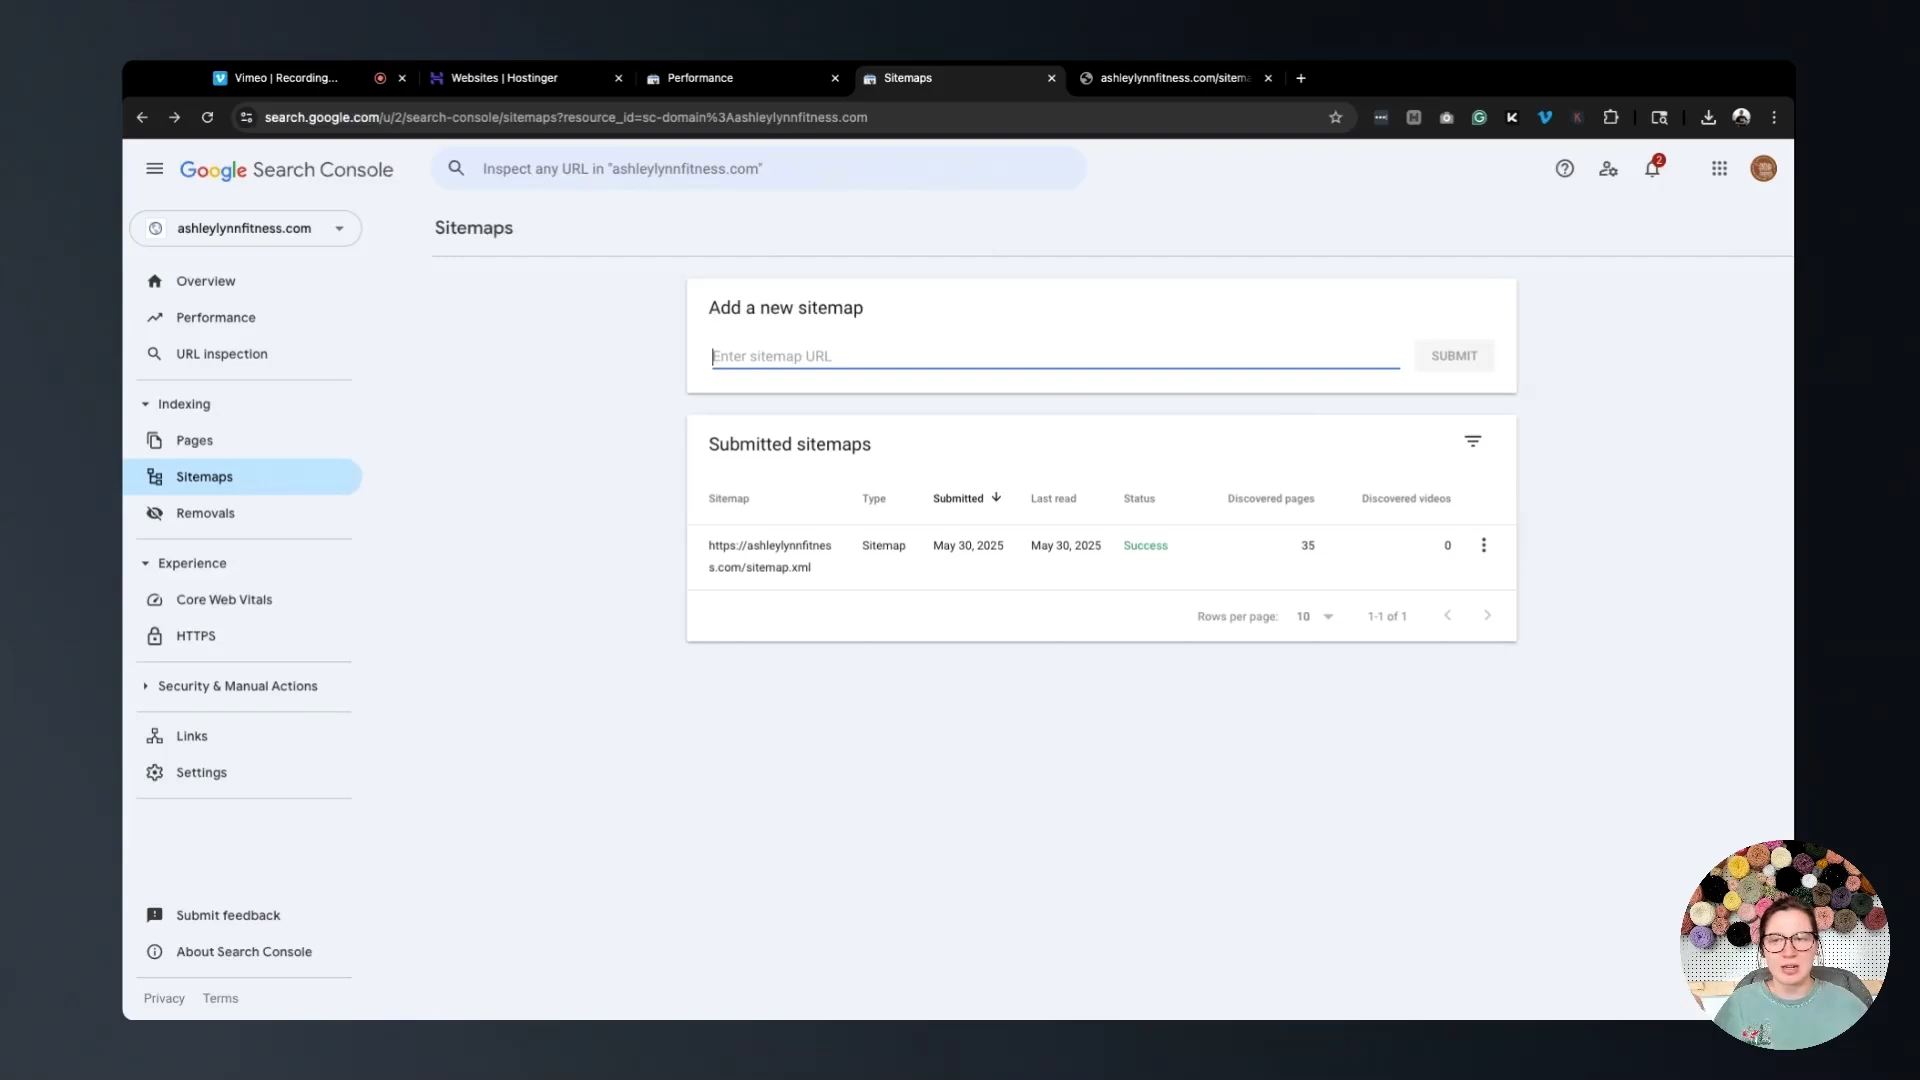 Vimeo | Recording...
Websites | Hostinger
Performance
Sitemaps
ashleylynnfitness.com/sitema
search.google.com/u/2/search-console/sitemaps?resource_id=sc-domain%3Aashleylynnfitness.com
Google Search Console
Inspect any URL in "ashleylynnfitness.com"
2
ashleylynnfitness.com
Sitemaps
Overview
Performance
URL inspection
Indexing
Pages
Sitemaps
Removals
Experience
Core Web Vitals
HTTPS
Security & Manual Actions
Links
Settings
Submit feedback
About Search Console
Privacy Terms
Add a new sitemap
Enter sitemap URL
SUBMIT
Submitted sitemaps
Sitemap Type Submitted Last read Status Discovered pages Discovered videos
https://ashleylynnfitnes Sitemap May 30, 2025 May 30, 2025 Success 35 0
s.com/sitemap.xml
Rows per page: 10 1-1 of 1